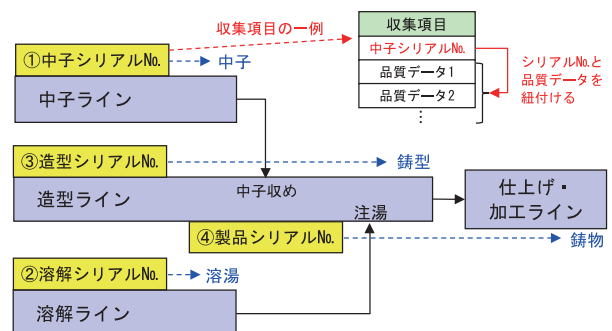 収集項目の一例
収集項目
中子シリアルNo.
品質データ1
品質データ2
⋮
シリアルNo.と
品質データを
紐付ける
①中子シリアルNo.
中子
中子ライン
③造型シリアルNo.
鋳型
造型ライン
中子収め
注湯
仕上げ・
加工ライン
④製品シリアルNo.
鋳物
②溶解シリアルNo.
溶湯
溶解ライン